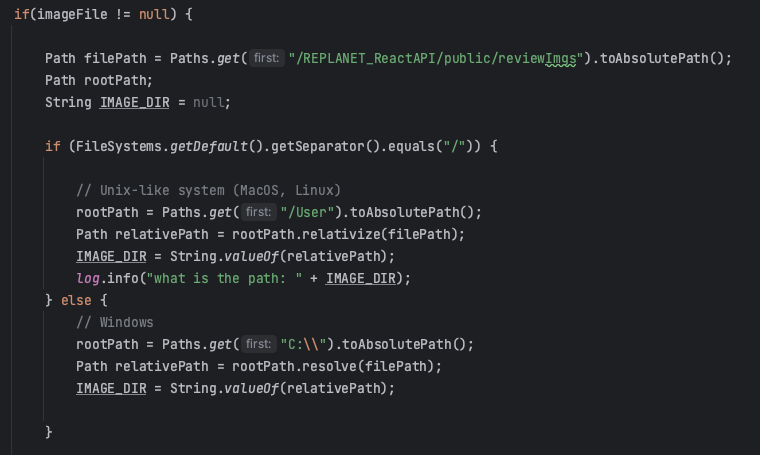 if(imageFile != null) {
Path filePath = Paths.get( first: "/REPLANET_ReactAPI/public/reviewImgs").toAbsolutePath();
Path rootPath;
String IMAGE_DIR = null;
if (FileSystems.getDefault().getSeparator().equals("/")) {
// Unix-like system (MacOS, Linux)
rootPath = Paths.get( first: "/User").toAbsolutePath();
Path relativePath = rootPath.relativize(filePath);
IMAGE_DIR = String.valueOf(relativePath);
log.info("what is the path: " + IMAGE_DIR);
} else {
// Windows
rootPath = Paths.get( first: "C:\\").toAbsolutePath();
Path relativePath = rootPath.resolve(filePath);
IMAGE_DIR = String.valueOf(relativePath);
}